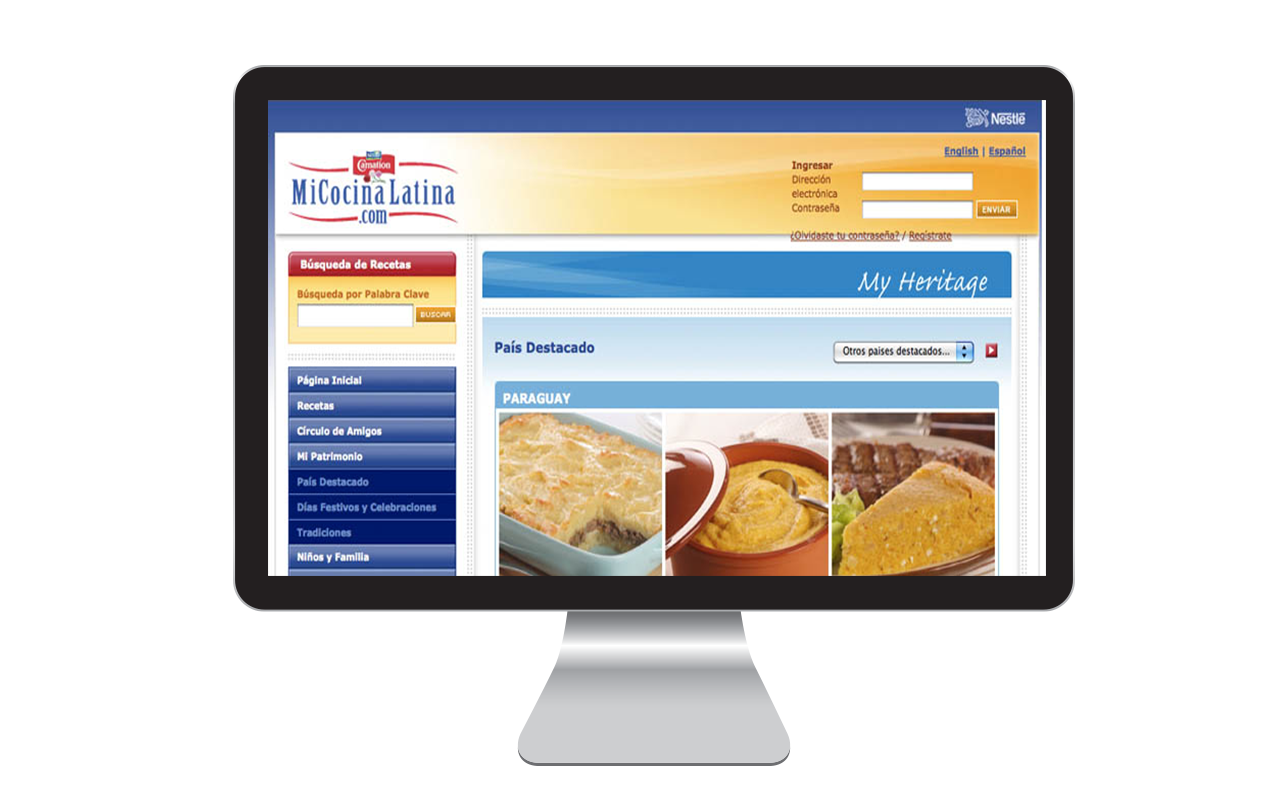 Nestlé
English | Español
Carnation
MiCocinaLatina
.com
Ingresar
Dirección
electrónica
Contraseña
ENVIAR
¿Olvidaste tu contraseña? / Regístrate
Búsqueda de Recetas
Búsqueda por Palabra Clave
BUSCAR
My Heritage
País Destacado
Otros paises destacados...
PARAGUAY
Página Inicial
Recetas
Círculo de Amigos
Mi Patrimonio
País Destacado
Días Festivos y Celebraciones
Tradiciones
Niños y Familia